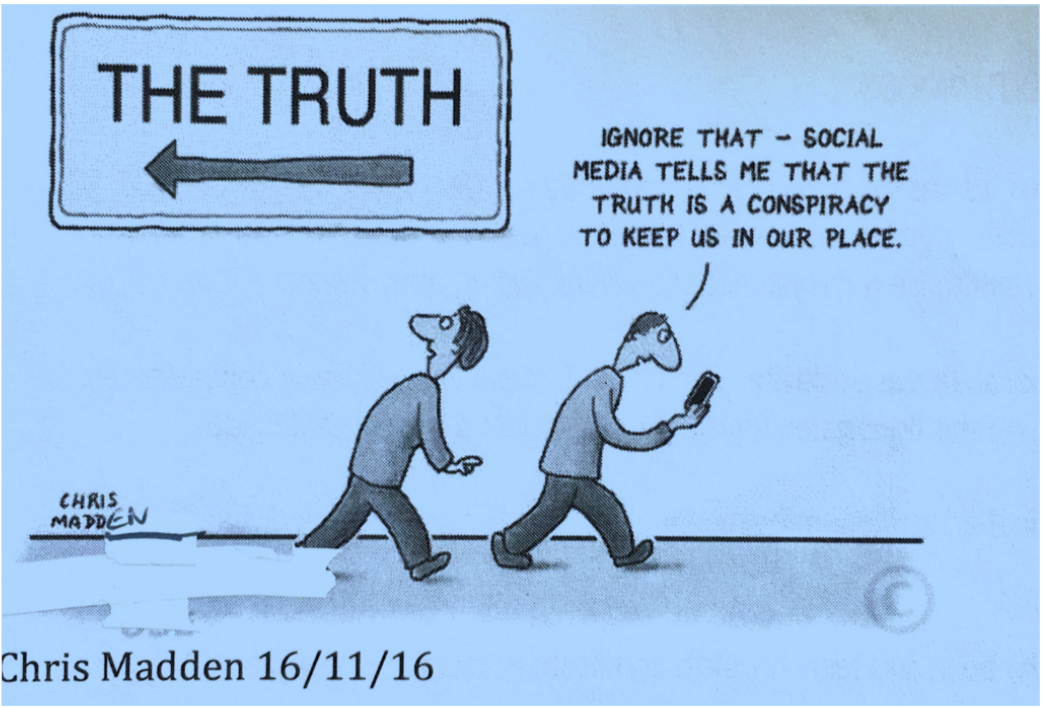 THE TRUTH
IGNORE THAT – SOCIAL
MEDIA TELLS ME THAT THE
TRUTH IS A CONSPIRACY
TO KEEP US IN OUR PLACE.
CHRIS
MADDEN
©
Chris Madden 16/11/16